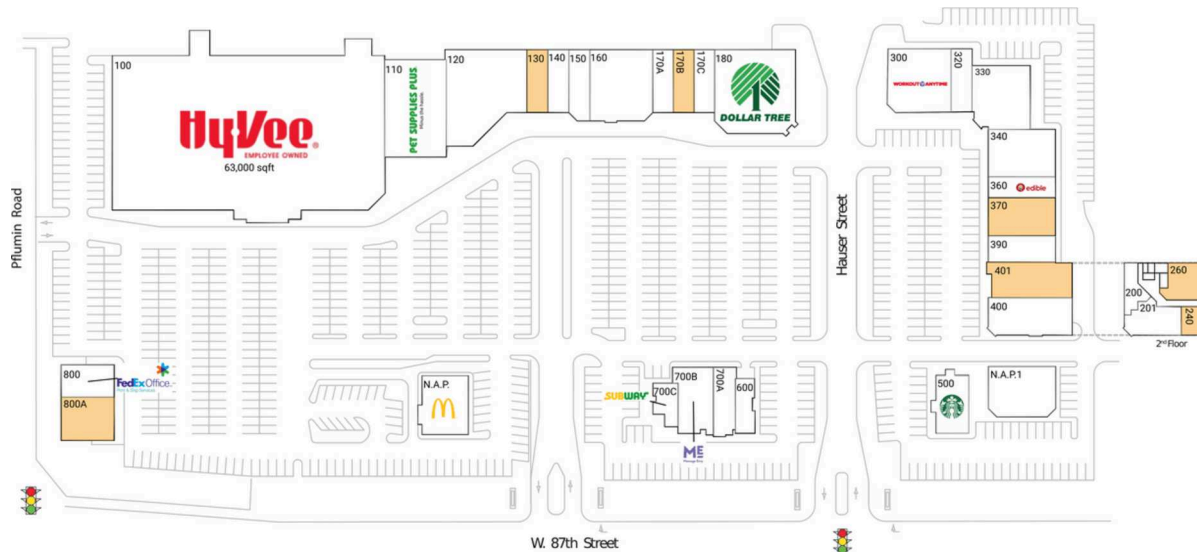 100
HyVee
EMPLOYEE OWNED
63,000 sqft
110
PET SUPPLIES PLUS
120
130
140
150
160
170A
170B
170C
180
DOLLAR TREE
300
WORKOUT ANYTIME
320
330
340
360
edible
370
390
401
400
200
201
260
240
2nd Floor
Pflumin Road
Hauser Street
800
FedEx Office.
800A
N.A.P.
SUBWAY
700C
700B
700A
600
ME
500
N.A.P.1
W. 87th Street